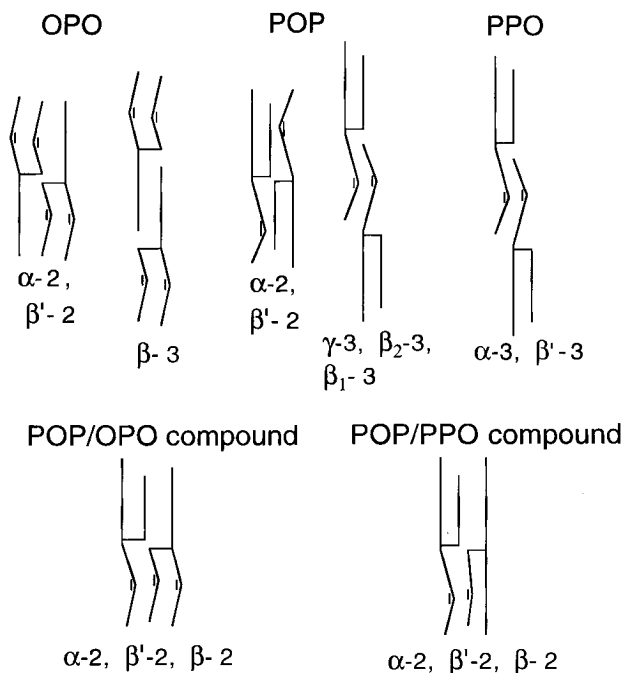 OPO POP PPO
α-2,
β'-2
β-3
α-2,
β'-2
γ-3, β₂-3,
β₁-3
α-3, β'-3
POP/OPO compound POP/PPO compound
α-2, β'-2, β-2 α-2, β'-2, β-2